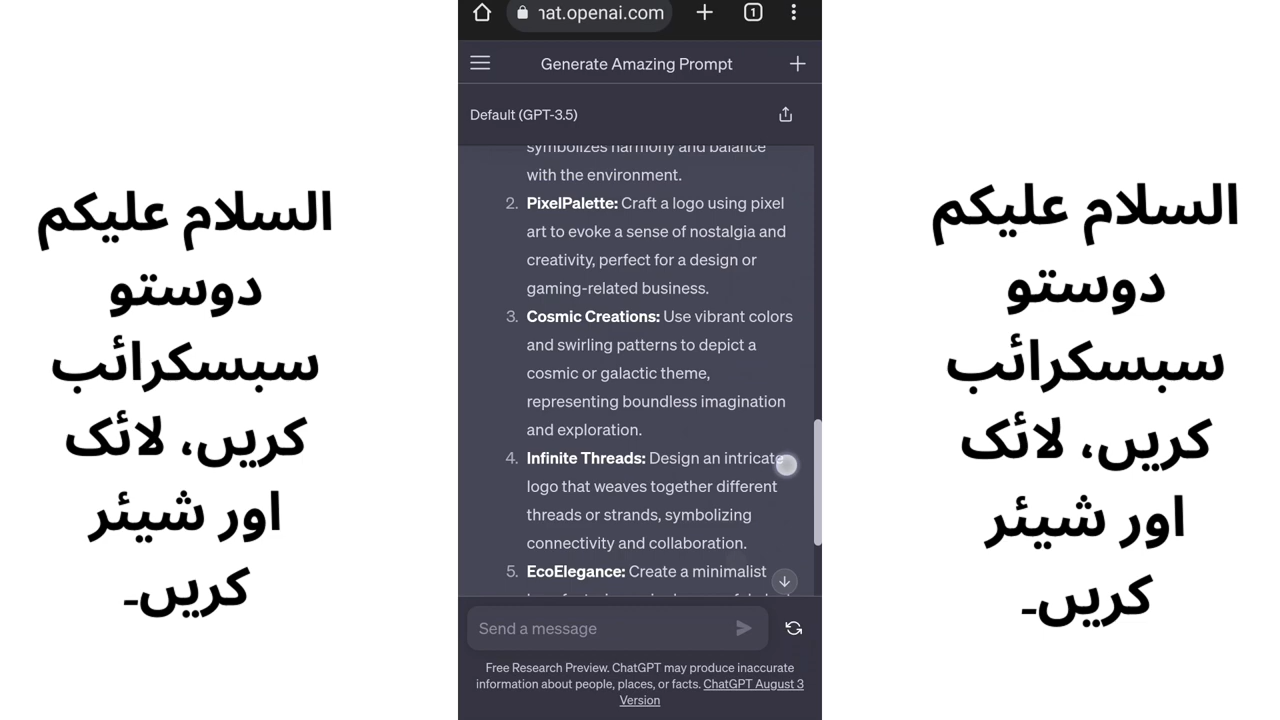 السلام علیکم
دوستو
سبسکرائب
کریں، لائک
اور شیئر
کریں۔
hat.openai.com
1
Generate Amazing Prompt
Default (GPT-3.5)
symbolizes harmony and balance
with the environment.
2. PixelPalette: Craft a logo using pixel
art to evoke a sense of nostalgia and
creativity, perfect for a design or
gaming-related business.
3. Cosmic Creations: Use vibrant colors
and swirling patterns to depict a
cosmic or galactic theme,
representing boundless imagination
and exploration.
4. Infinite Threads: Design an intricate
logo that weaves together different
threads or strands, symbolizing
connectivity and collaboration.
5. EcoElegance: Create a minimalist
Send a message
Free Research Preview. ChatGPT may produce inaccurate
information about people, places, or facts. ChatGPT August 3
Version
السلام علیکم
دوستو
سبسکرائب
کریں، لائک
اور شیئر
کریں۔